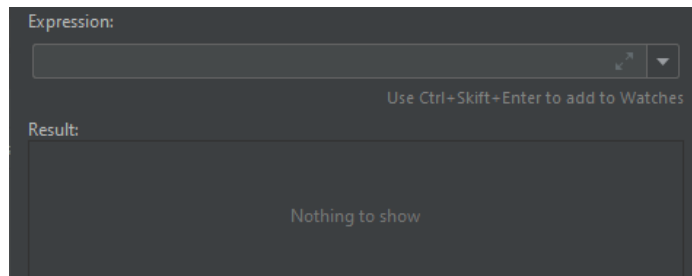 Expression:
Use Ctrl+Skift+Enter to add to Watches
Result:
Nothing to show